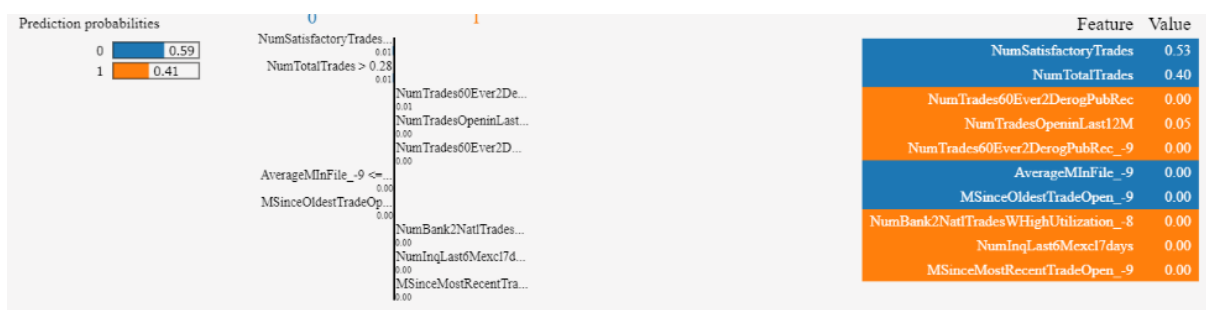 Prediction probabilities
0 0.59
1 0.41
0 1
NumSatisfactoryTrades...
0.01
NumTotalTrades > 0.28
0.01
NumTrades60Ever2De...
0.01
NumTradesOpeninLast...
0.00
NumTrades60Ever2D...
0.00
AverageMInFile_-9 <=...
0.00
MSinceOldestTradeOp...
0.00
NumBank2NatlTrades...
0.00
NumInqLast6Mexcl7d...
0.00
MSinceMostRecentTra...
0.00
Feature Value
NumSatisfactoryTrades 0.53
NumTotalTrades 0.40
NumTrades60Ever2DerogPubRec 0.00
NumTradesOpeninLast12M 0.05
NumTrades60Ever2DerogPubRec_-9 0.00
AverageMInFile_-9 0.00
MSinceOldestTradeOpen_-9 0.00
NumBank2NatlTradesWHighUtilization_-8 0.00
NumInqLast6Mexcl7days 0.00
MSinceMostRecentTradeOpen_-9 0.00